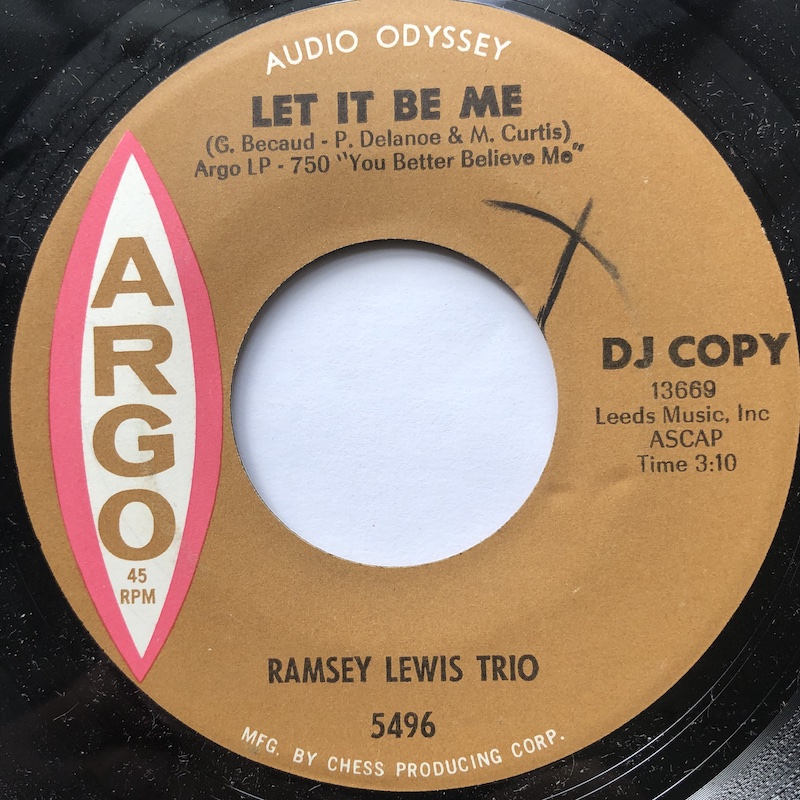 AUDIO ODYSSEY
LET IT BE ME
(G. Becaud - P. Delanoe & M. Curtis)
Argo LP - 750 "You Better Believe Me"
ARGO
45
RPM
DJ COPY
13669
Leeds Music, Inc
ASCAP
Time 3:10
RAMSEY LEWIS TRIO
5496
MFG. BY CHESS PRODUCING CORP.